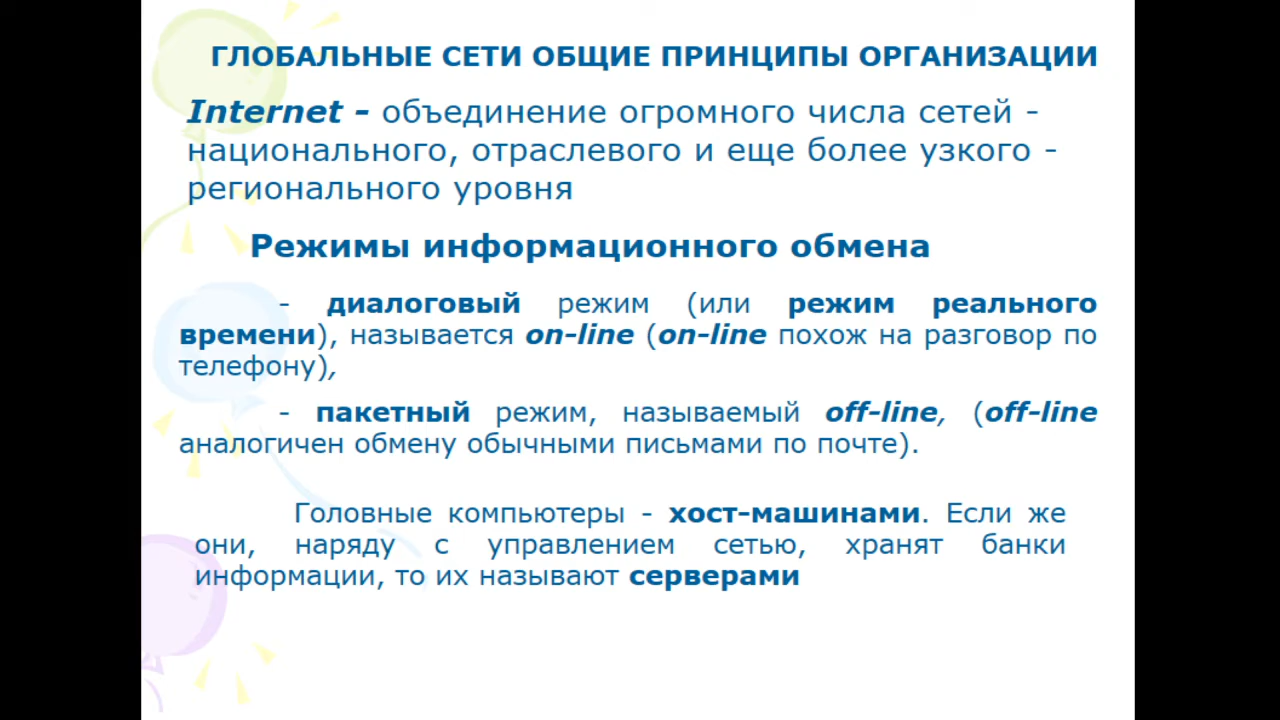 ГЛОБАЛЬНЫЕ СЕТИ ОБЩИЕ ПРИНЦИПЫ ОРГАНИЗАЦИИ
Internet - объединение огромного числа сетей -
национального, отраслевого и еще более узкого -
регионального уровня
Режимы информационного обмена
- диалоговый режим (или режим реального
времени), называется on–line (on–line похож на разговор по
телефону),
- пакетный режим, называемый off–line, (off–line
аналогичен обмену обычными письмами по почте).
Головные компьютеры - хост–машинами. Если же
они, наряду с управлением сетью, хранят банки
информации, то их называют серверами